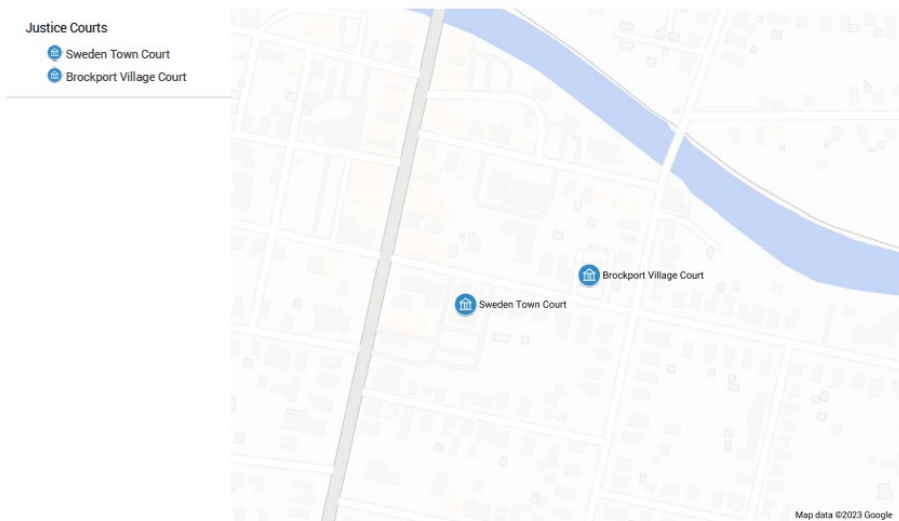 Justice Courts
Sweden Town Court
Brockport Village Court
Brockport Village Court
Sweden Town Court
Map data ©2023 Google